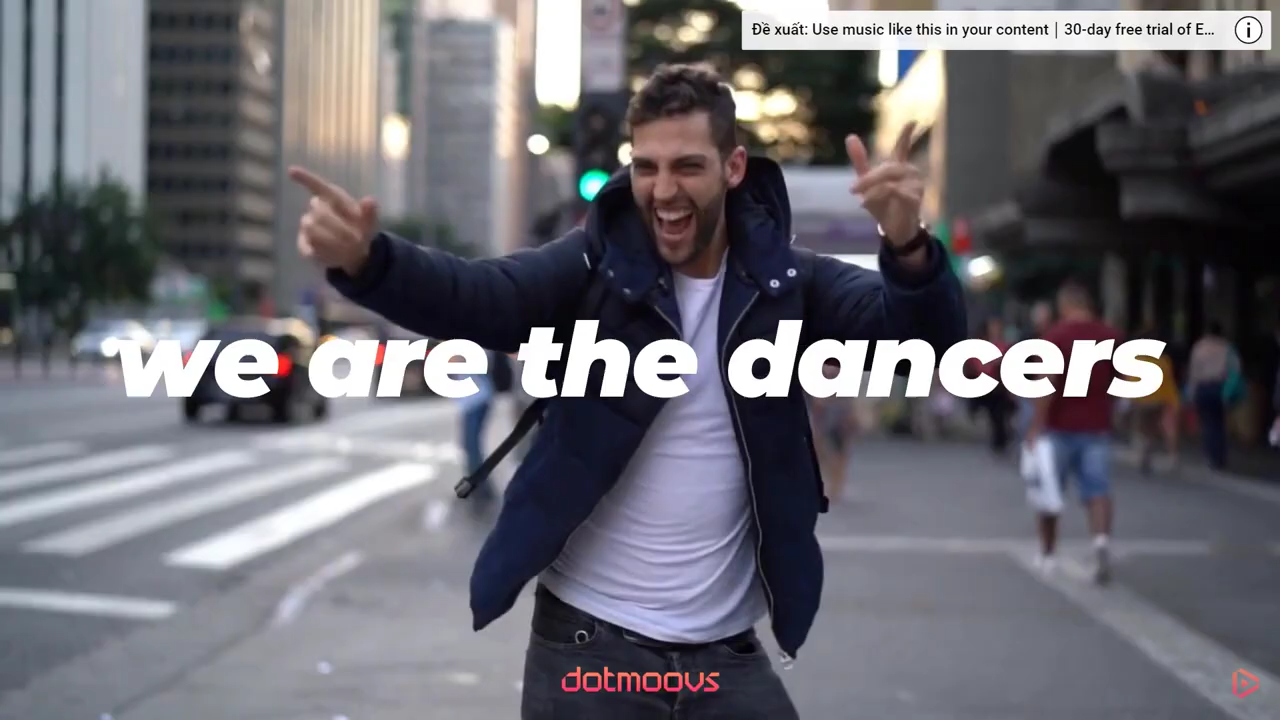 Đề xuất: Use music like this in your content | 30-day free trial of E...
we are the dancers
dotmoovs